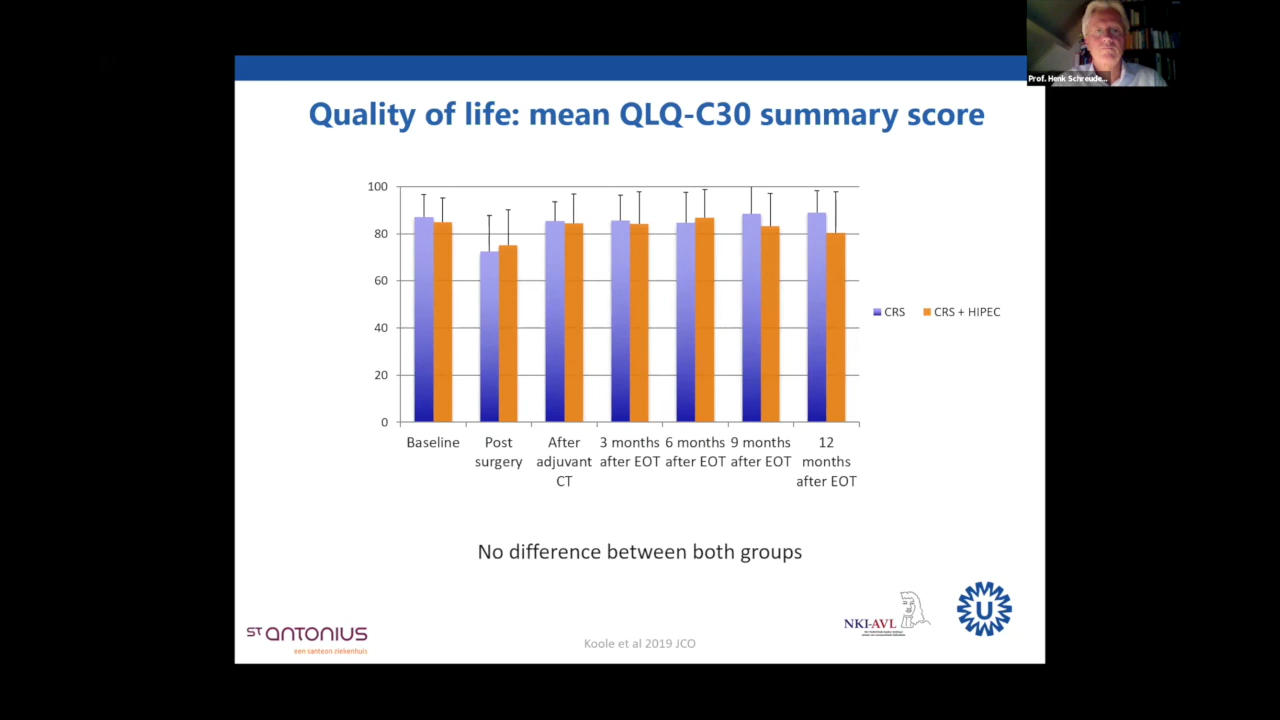 Prof. Henk Schreude...
Quality of life: mean QLQ-C30 summary score
100
80
60
40
20
0
Baseline
Post surgery
After adjuvant CT
3 months after EOT
6 months after EOT
9 months after EOT
12 months after EOT
CRS
CRS + HIPEC
No difference between both groups
ST ANTONIUS
een santeon ziekenhuis
Koole et al 2019 JCO
NKI-AVL
U